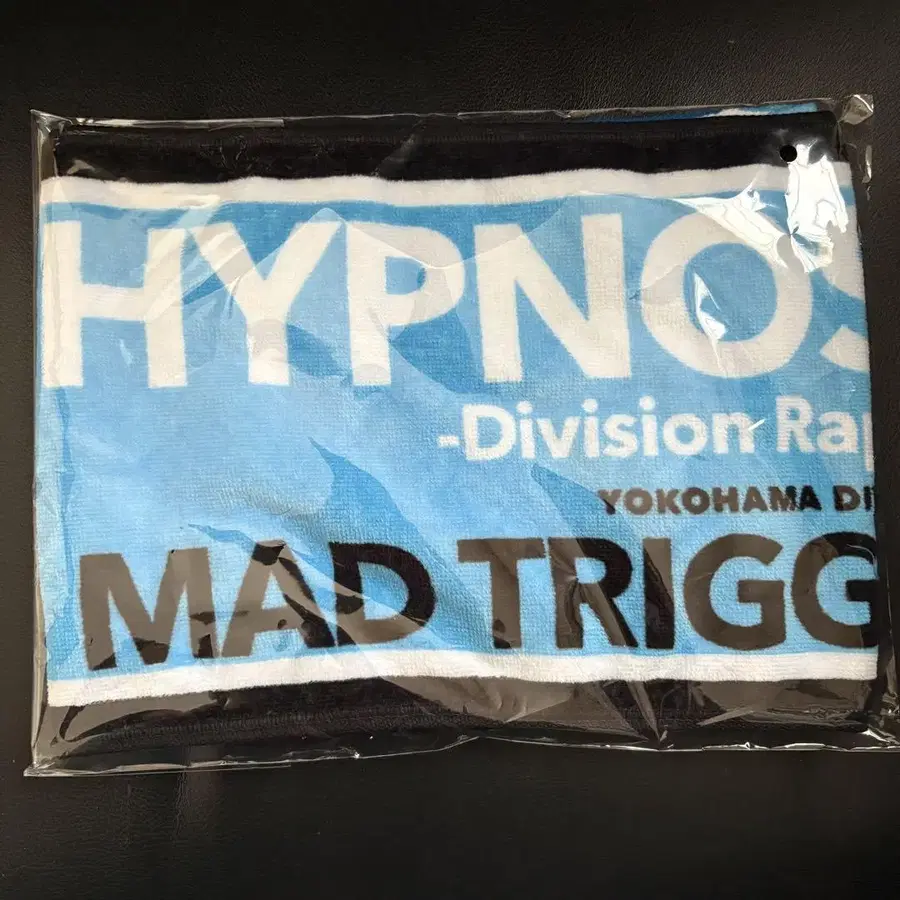 HYPNOS
-Division Rap
YOKOHAMA DI
MAD TRIGG